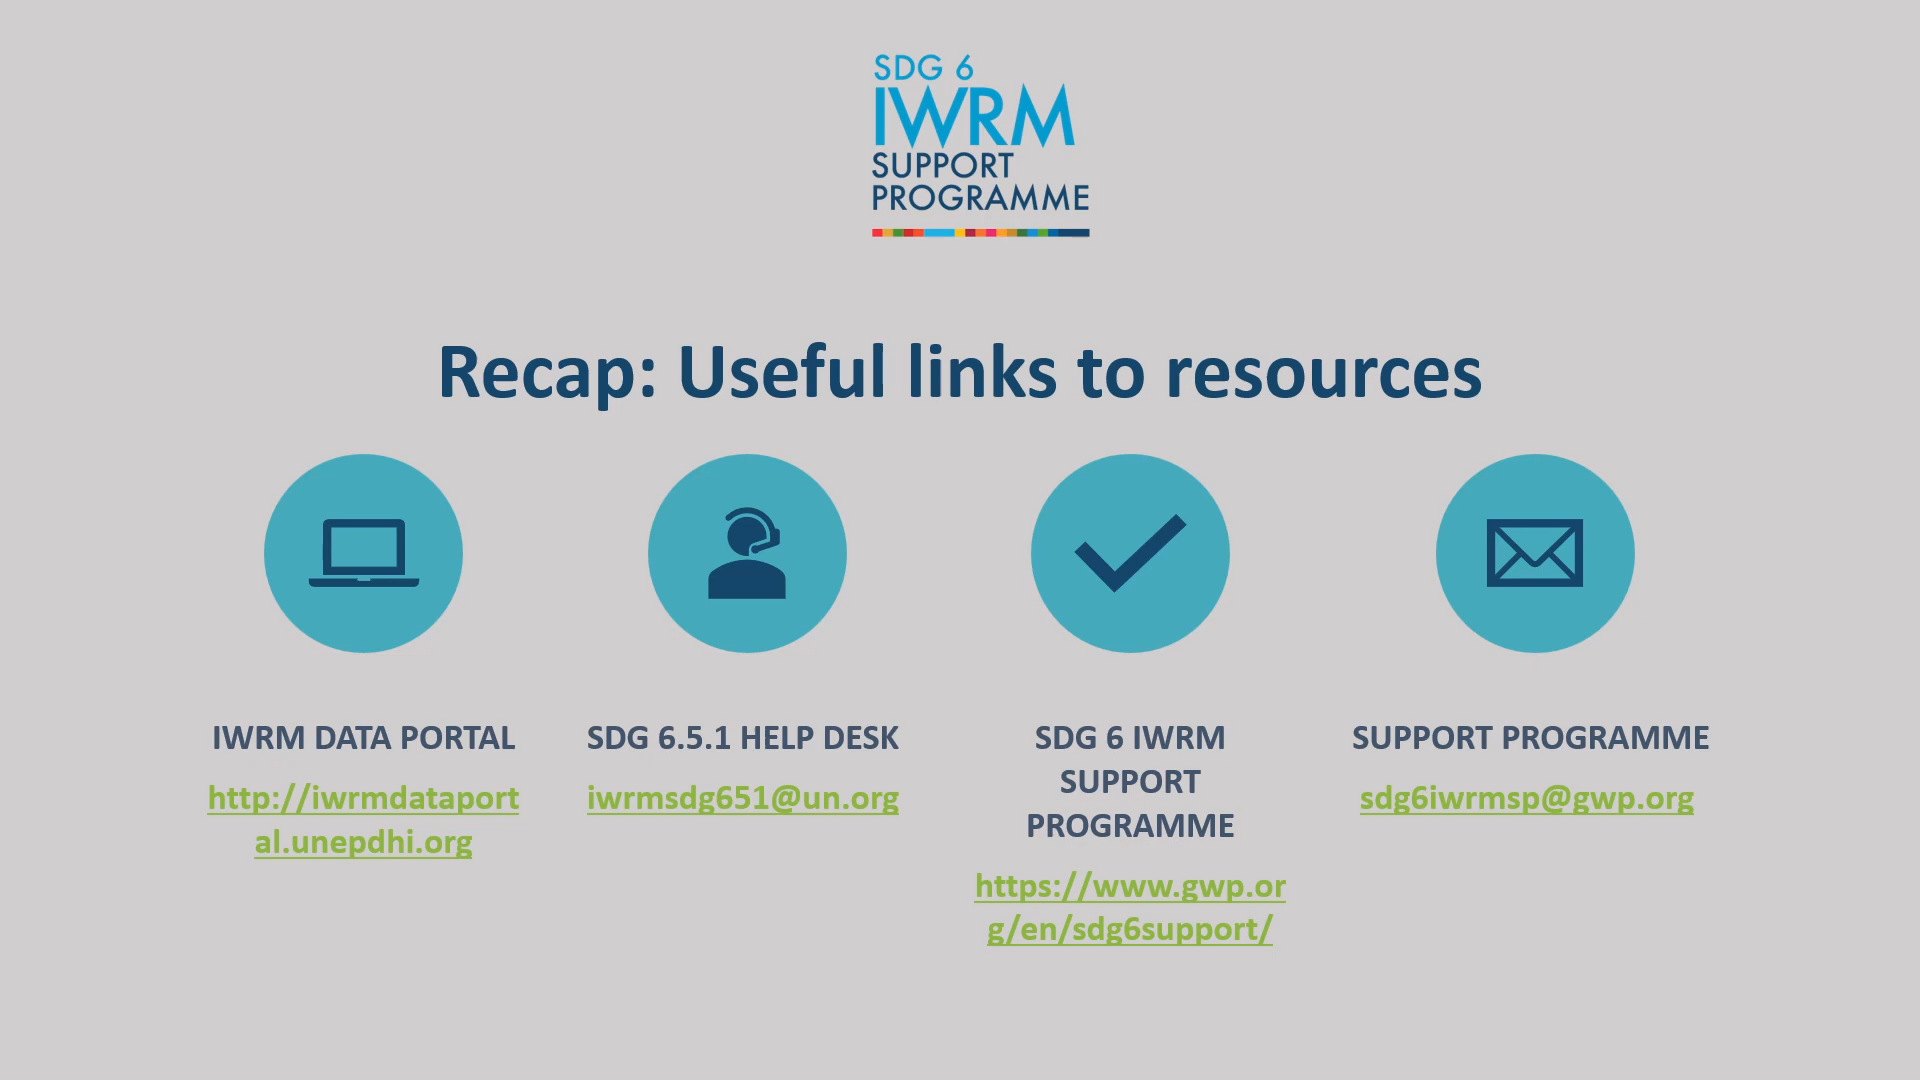 SDG 6
IWRM
SUPPORT
PROGRAMME
Recap: Useful links to resources
IWRM DATA PORTAL
http://iwrmdataport
al.unepdhi.org
SDG 6.5.1 HELP DESK
iwrmsdg651@un.org
SDG 6 IWRM
SUPPORT
PROGRAMME
https://www.gwp.or
g/en/sdg6support/
SUPPORT PROGRAMME
sdg6iwrmsp@gwp.org